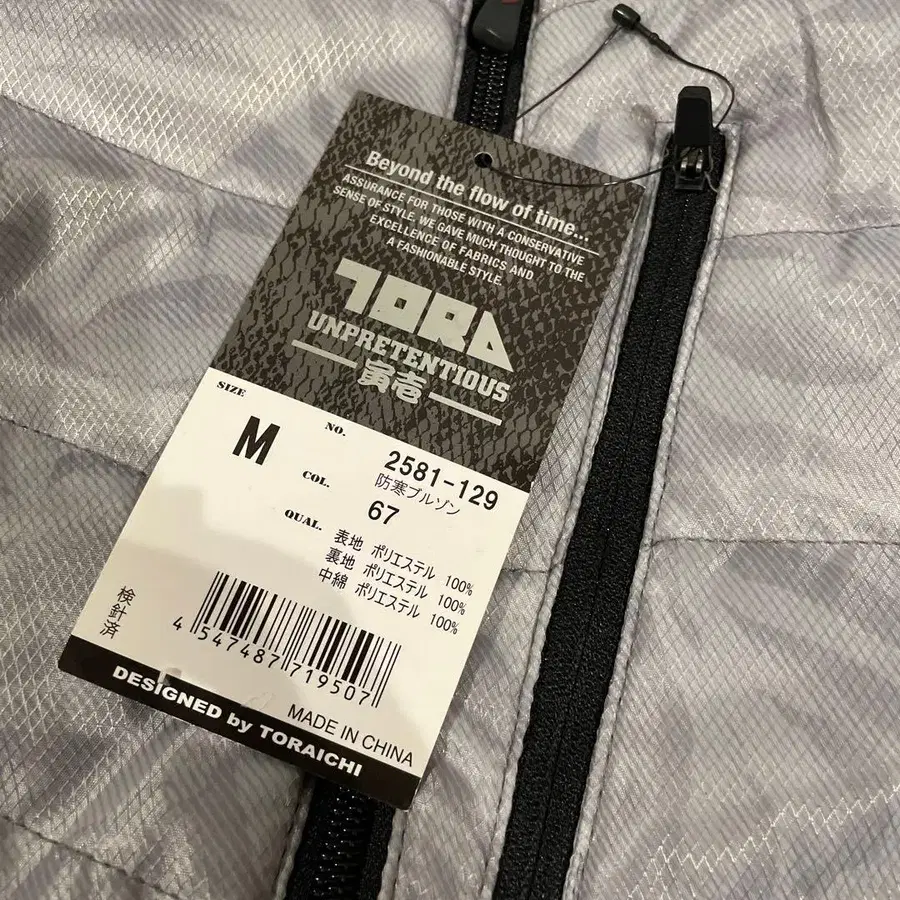 Beyond the flow of time...
ASSURANCE FOR THOSE WITH A CONSERVATIVE
SENSE OF STYLE. WE GAVE MUCH THOUGHT TO THE
EXCELLENCE OF FABRICS AND
A FASHIONABLE STYLE.
TORA
UNPRETENTIOUS
寅壱
SIZE
M
NO.
2581-129
防寒ブルゾン
COL.
67
QUAL.
表地 ポリエステル 100%
裏地 ポリエステル 100%
中綿 ポリエステル 100%
検針済
4 547487 719507
MADE IN CHINA
DESIGNED by TORAICHI